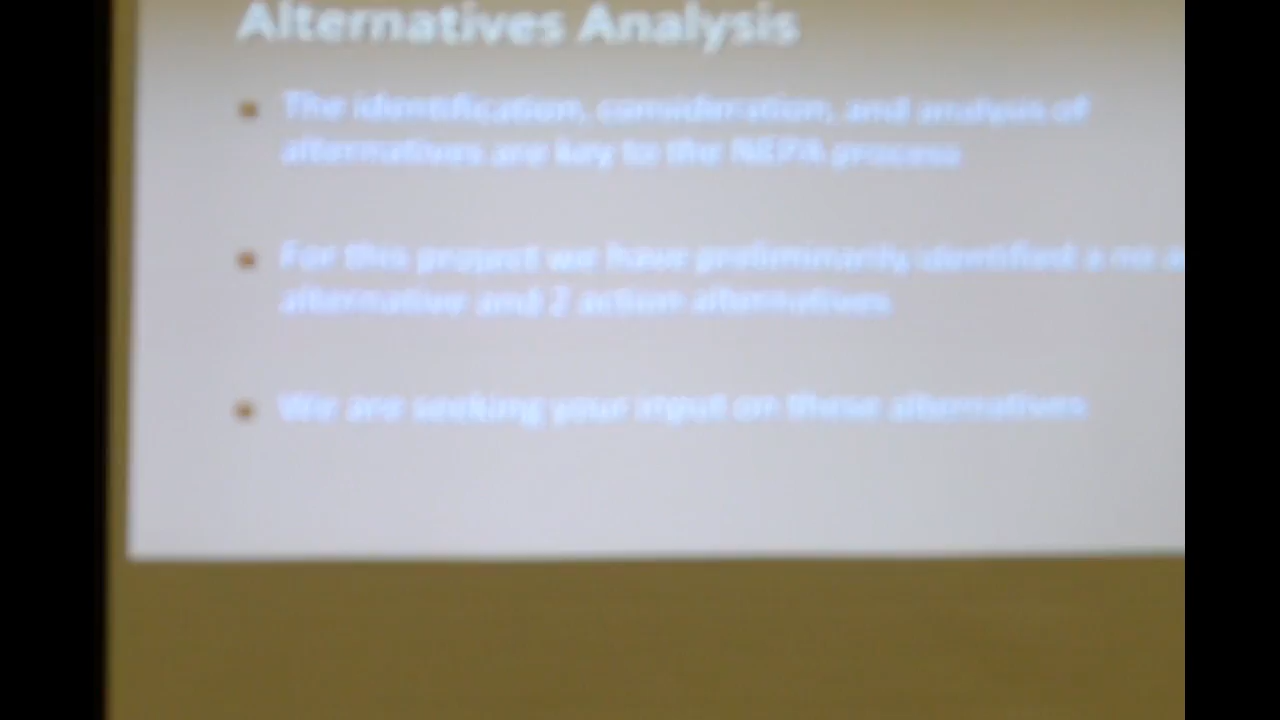 Alternatives Analysis
The identification, consideration, and analysis of
alternatives are key to the NEPA process
For this project we have preliminarily identified a no
alternative and 2 action alternatives
We are seeking your input on these alternatives